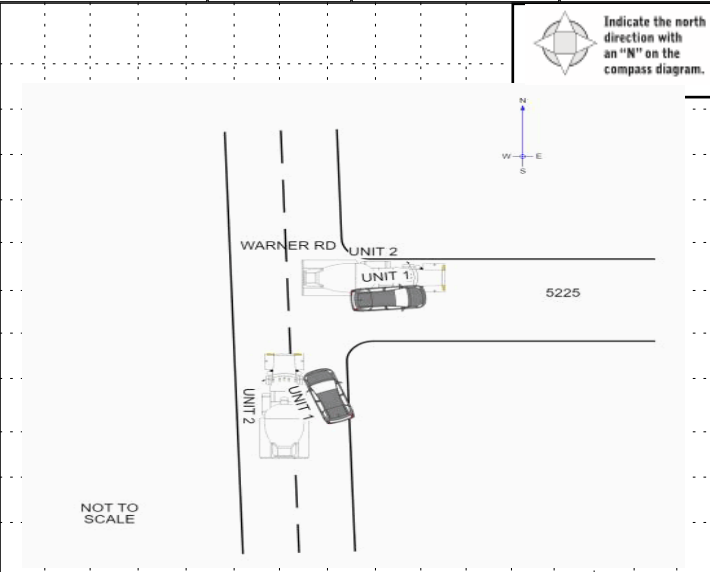 Indicate the north
direction with
an “N” on the
compass diagram.
N
W E
S
WARNER RD
UNIT 2
UNIT 1
5225
UNIT 2
UNIT 1
NOT TO
SCALE